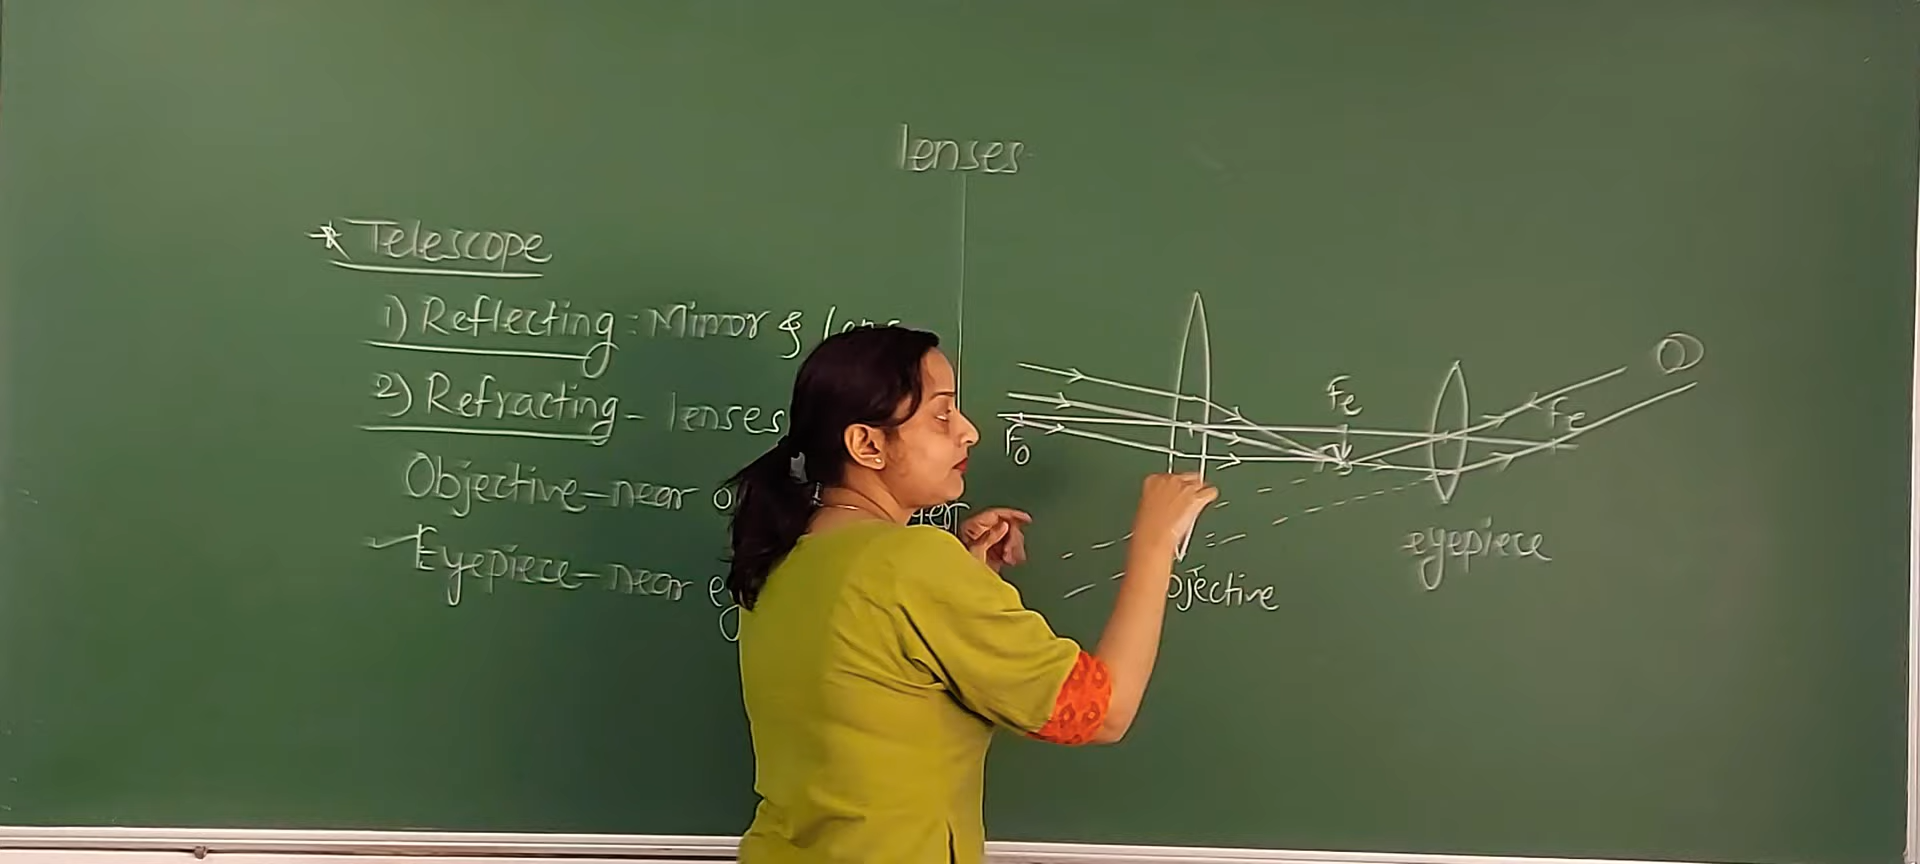 lenses
Telescope
1) Reflecting: Mirror & lens
2) Refracting - lenses
Objective - near
Eyepiece - near
Fe
Fe
Fo
eyepiece
objective